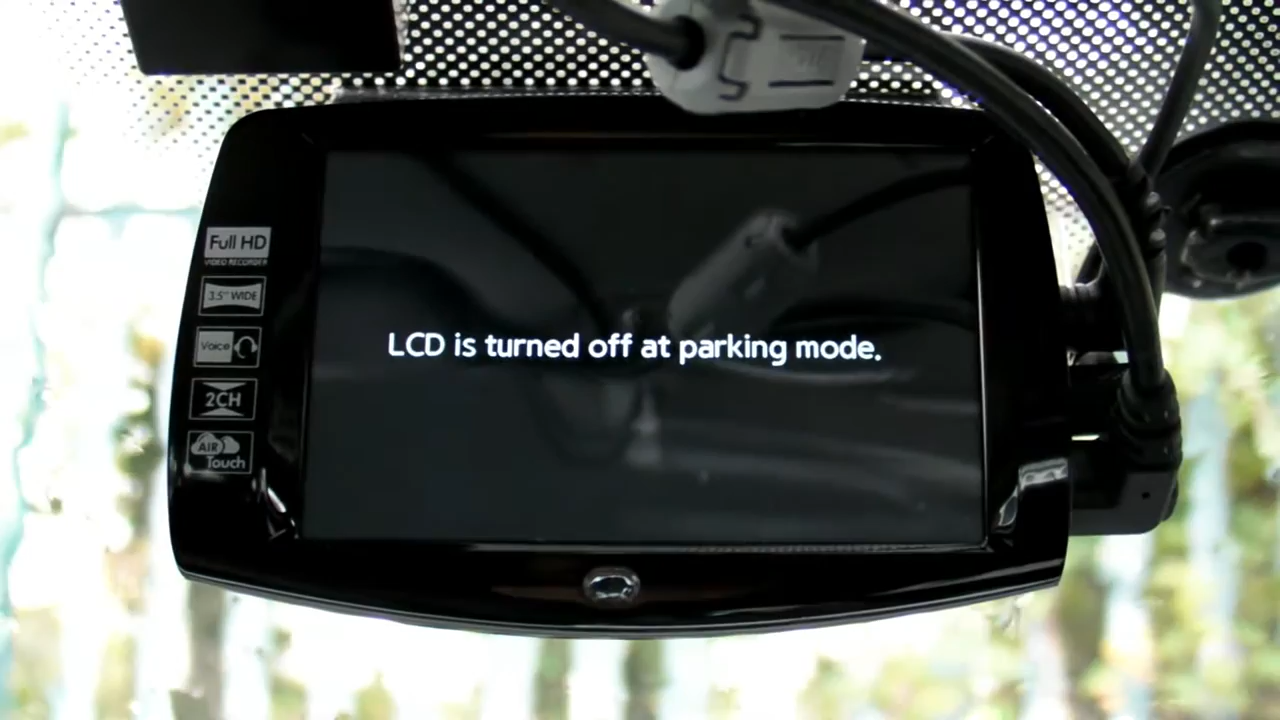 Full HD
VIDEO RECORDER
3.5" WIDE
Voice
2CH
AIR
Touch
LCD is turned off at parking mode.